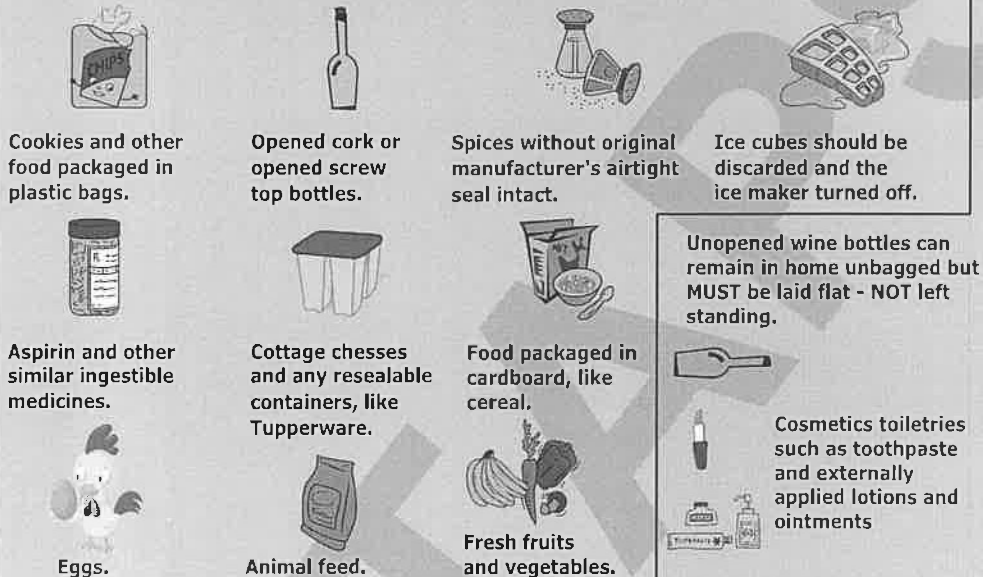 CHIPS
Cookies and other
food packaged in
plastic bags.
Opened cork or
opened screw
top bottles.
Spices without original
manufacturer's airtight
seal intact.
Ice cubes should be
discarded and the
ice maker turned off.
Aspirin and other
similar ingestible
medicines.
Cottage chesses
and any resealable
containers, like
Tupperware.
Food packaged in
cardboard, like
cereal.
Unopened wine bottles can
remain in home unbagged but
MUST be laid flat - NOT left
standing.
Cosmetics toiletries
such as toothpaste
and externally
applied lotions and
ointments
Eggs.
Animal feed.
Fresh fruits
and vegetables.